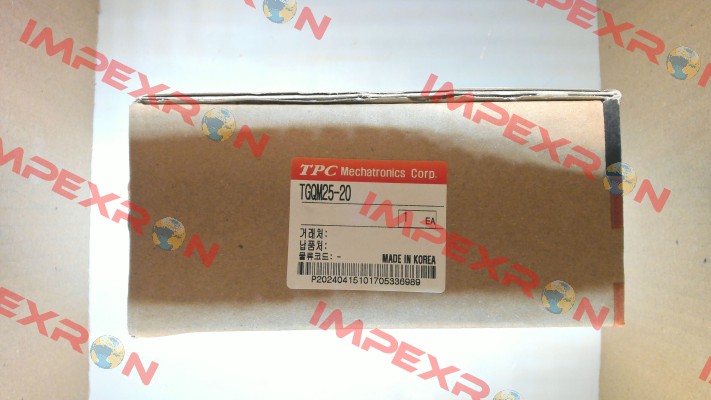 TPC Mechatronics Corp.
TGQM25-20
1 EA
거래처:
납품처:
물류코드: -
MADE IN KOREA
P20240415101705336989
IMPEXRON
IMPEXRON
IMPEXRON
IMPEXRON
IMPEXRON
IMPEXRON
IMPEXRON